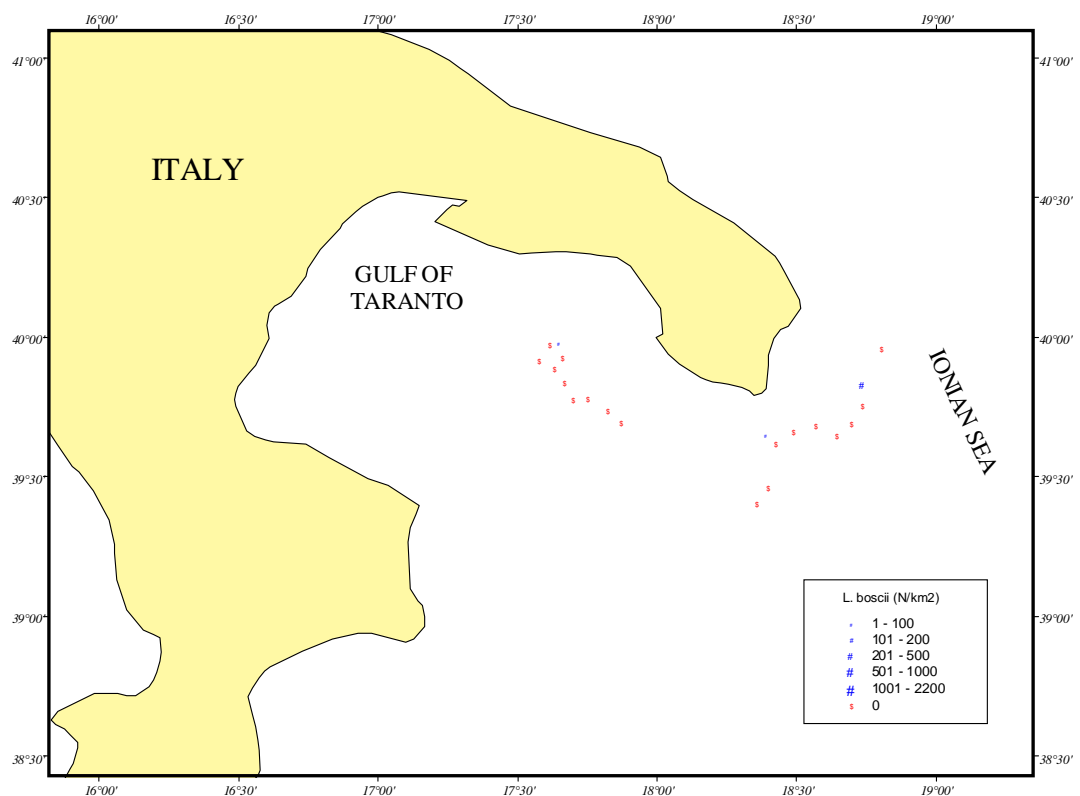 16°00' 16°30' 17°00' 17°30' 18°00' 18°30' 19°00'
41°00' 41°00'
ITALY
40°30' 40°30'
GULF OF
TARANTO
40°00' 40°00'
$ # $
$ $
$
$
$ $
$
$
IONIAN SEA
$
#
$
# $ $ $ $ $
$
$
39°30' 39°30'
39°00' 39°00'
L. boscii (N/km2)
# 1 - 100
# 101 - 200
# 201 - 500
# 501 - 1000
# 1001 - 2200
$ 0
38°30' 38°30'
16°00' 16°30' 17°00' 17°30' 18°00' 18°30' 19°00'